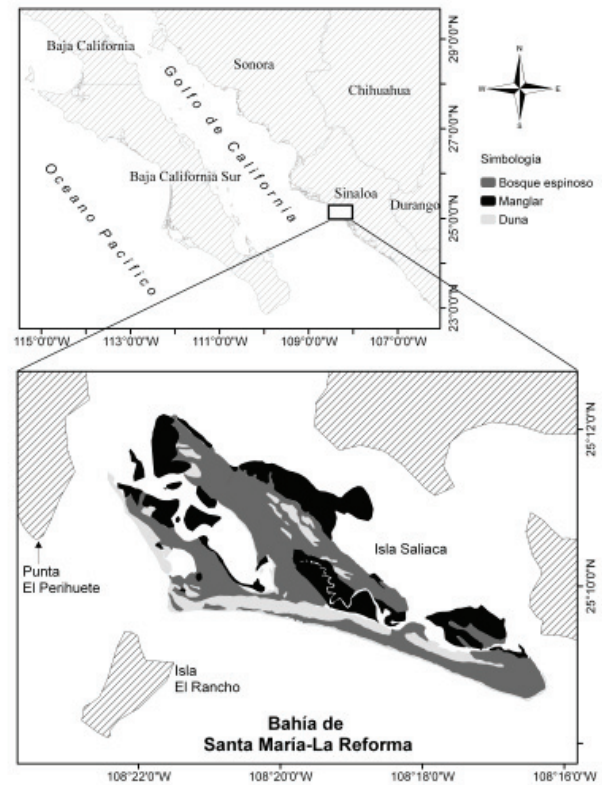 Baja California
Sonora
Chihuahua
Golfo de California
Baja California Sur
Sinaloa
Durango
Oceano Pacífico
29°0'0"N
27°0'0"N
25°0'0"N
23°0'0"N
115°0'0"W
113°0'0"W
111°0'0"W
109°0'0"W
107°0'0"W
N
W
E
S
Simbología
Bosque espinoso
Manglar
Duna
25°12'0"N
25°10'0"N
Isla Saliaca
Punta
El Perihuete
Isla
El Rancho
Bahía de
Santa María-La Reforma
108°22'0"W
108°20'0"W
108°18'0"W
108°16'0"W